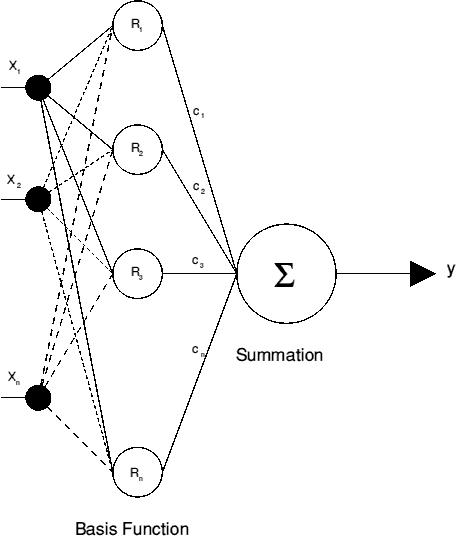 R1
X1
c1
R2
X2
c2
c3
R3
Σ
y
Summation
cn
Xn
Rn
Basis Function